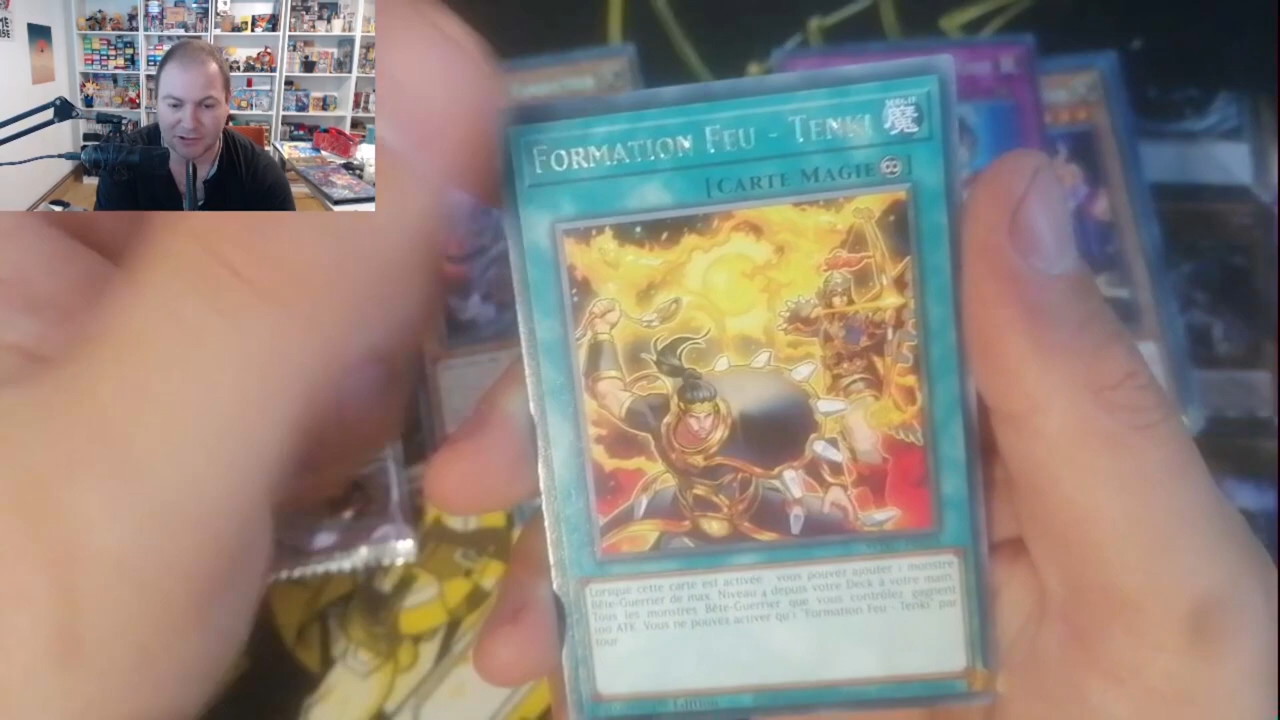 FORMATION FEU - TENKI
MAGIE
魔
[CARTE MAGIE ]
Lorsque cette carte est activée : vous pouvez ajouter 1 monstre
Bête-Guerrier de max. Niveau 4 depuis votre Deck à votre main.
Tous les monstres Bête-Guerrier que vous contrôlez gagnent
100 ATK. Vous ne pouvez activer qu'1 "Formation Feu - Tenki" par
tour
Edition